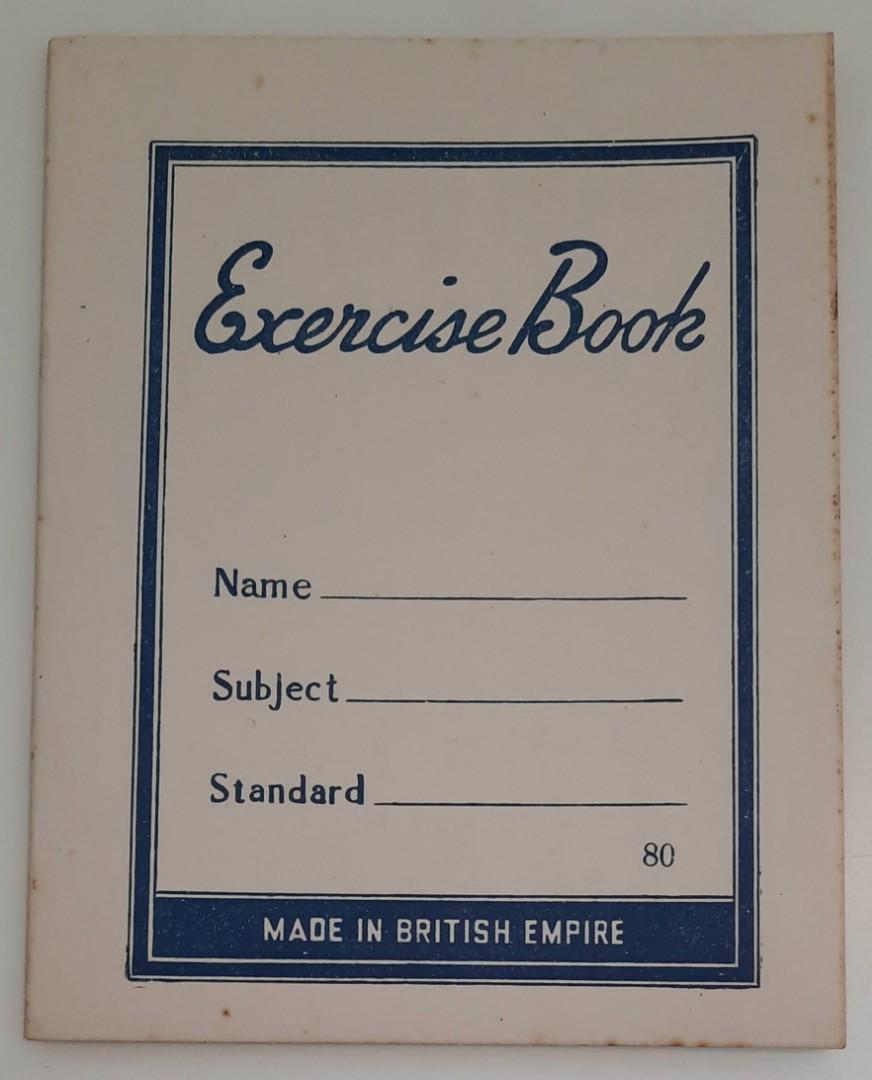 Exercise Book
Name
Subject
Standard
80
MADE IN BRITISH EMPIRE